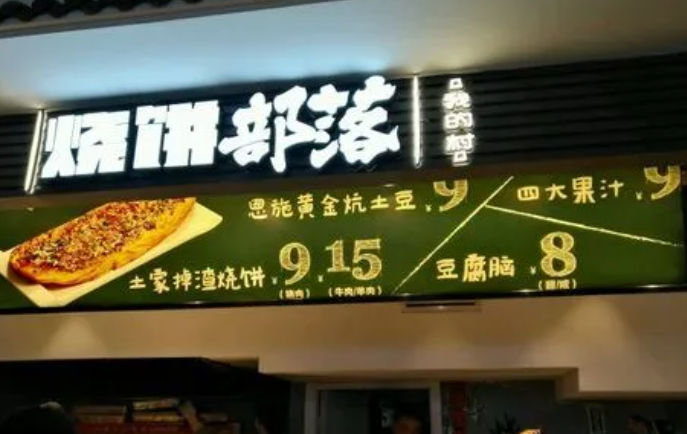 烧饼部落
我的村
恩施黄金炕土豆 ¥9
四大果汁 ¥9
土家掉渣烧饼 ¥9 ¥15
(猪肉) (牛肉/羊肉)
豆腐脑 ¥8
(甜/咸)